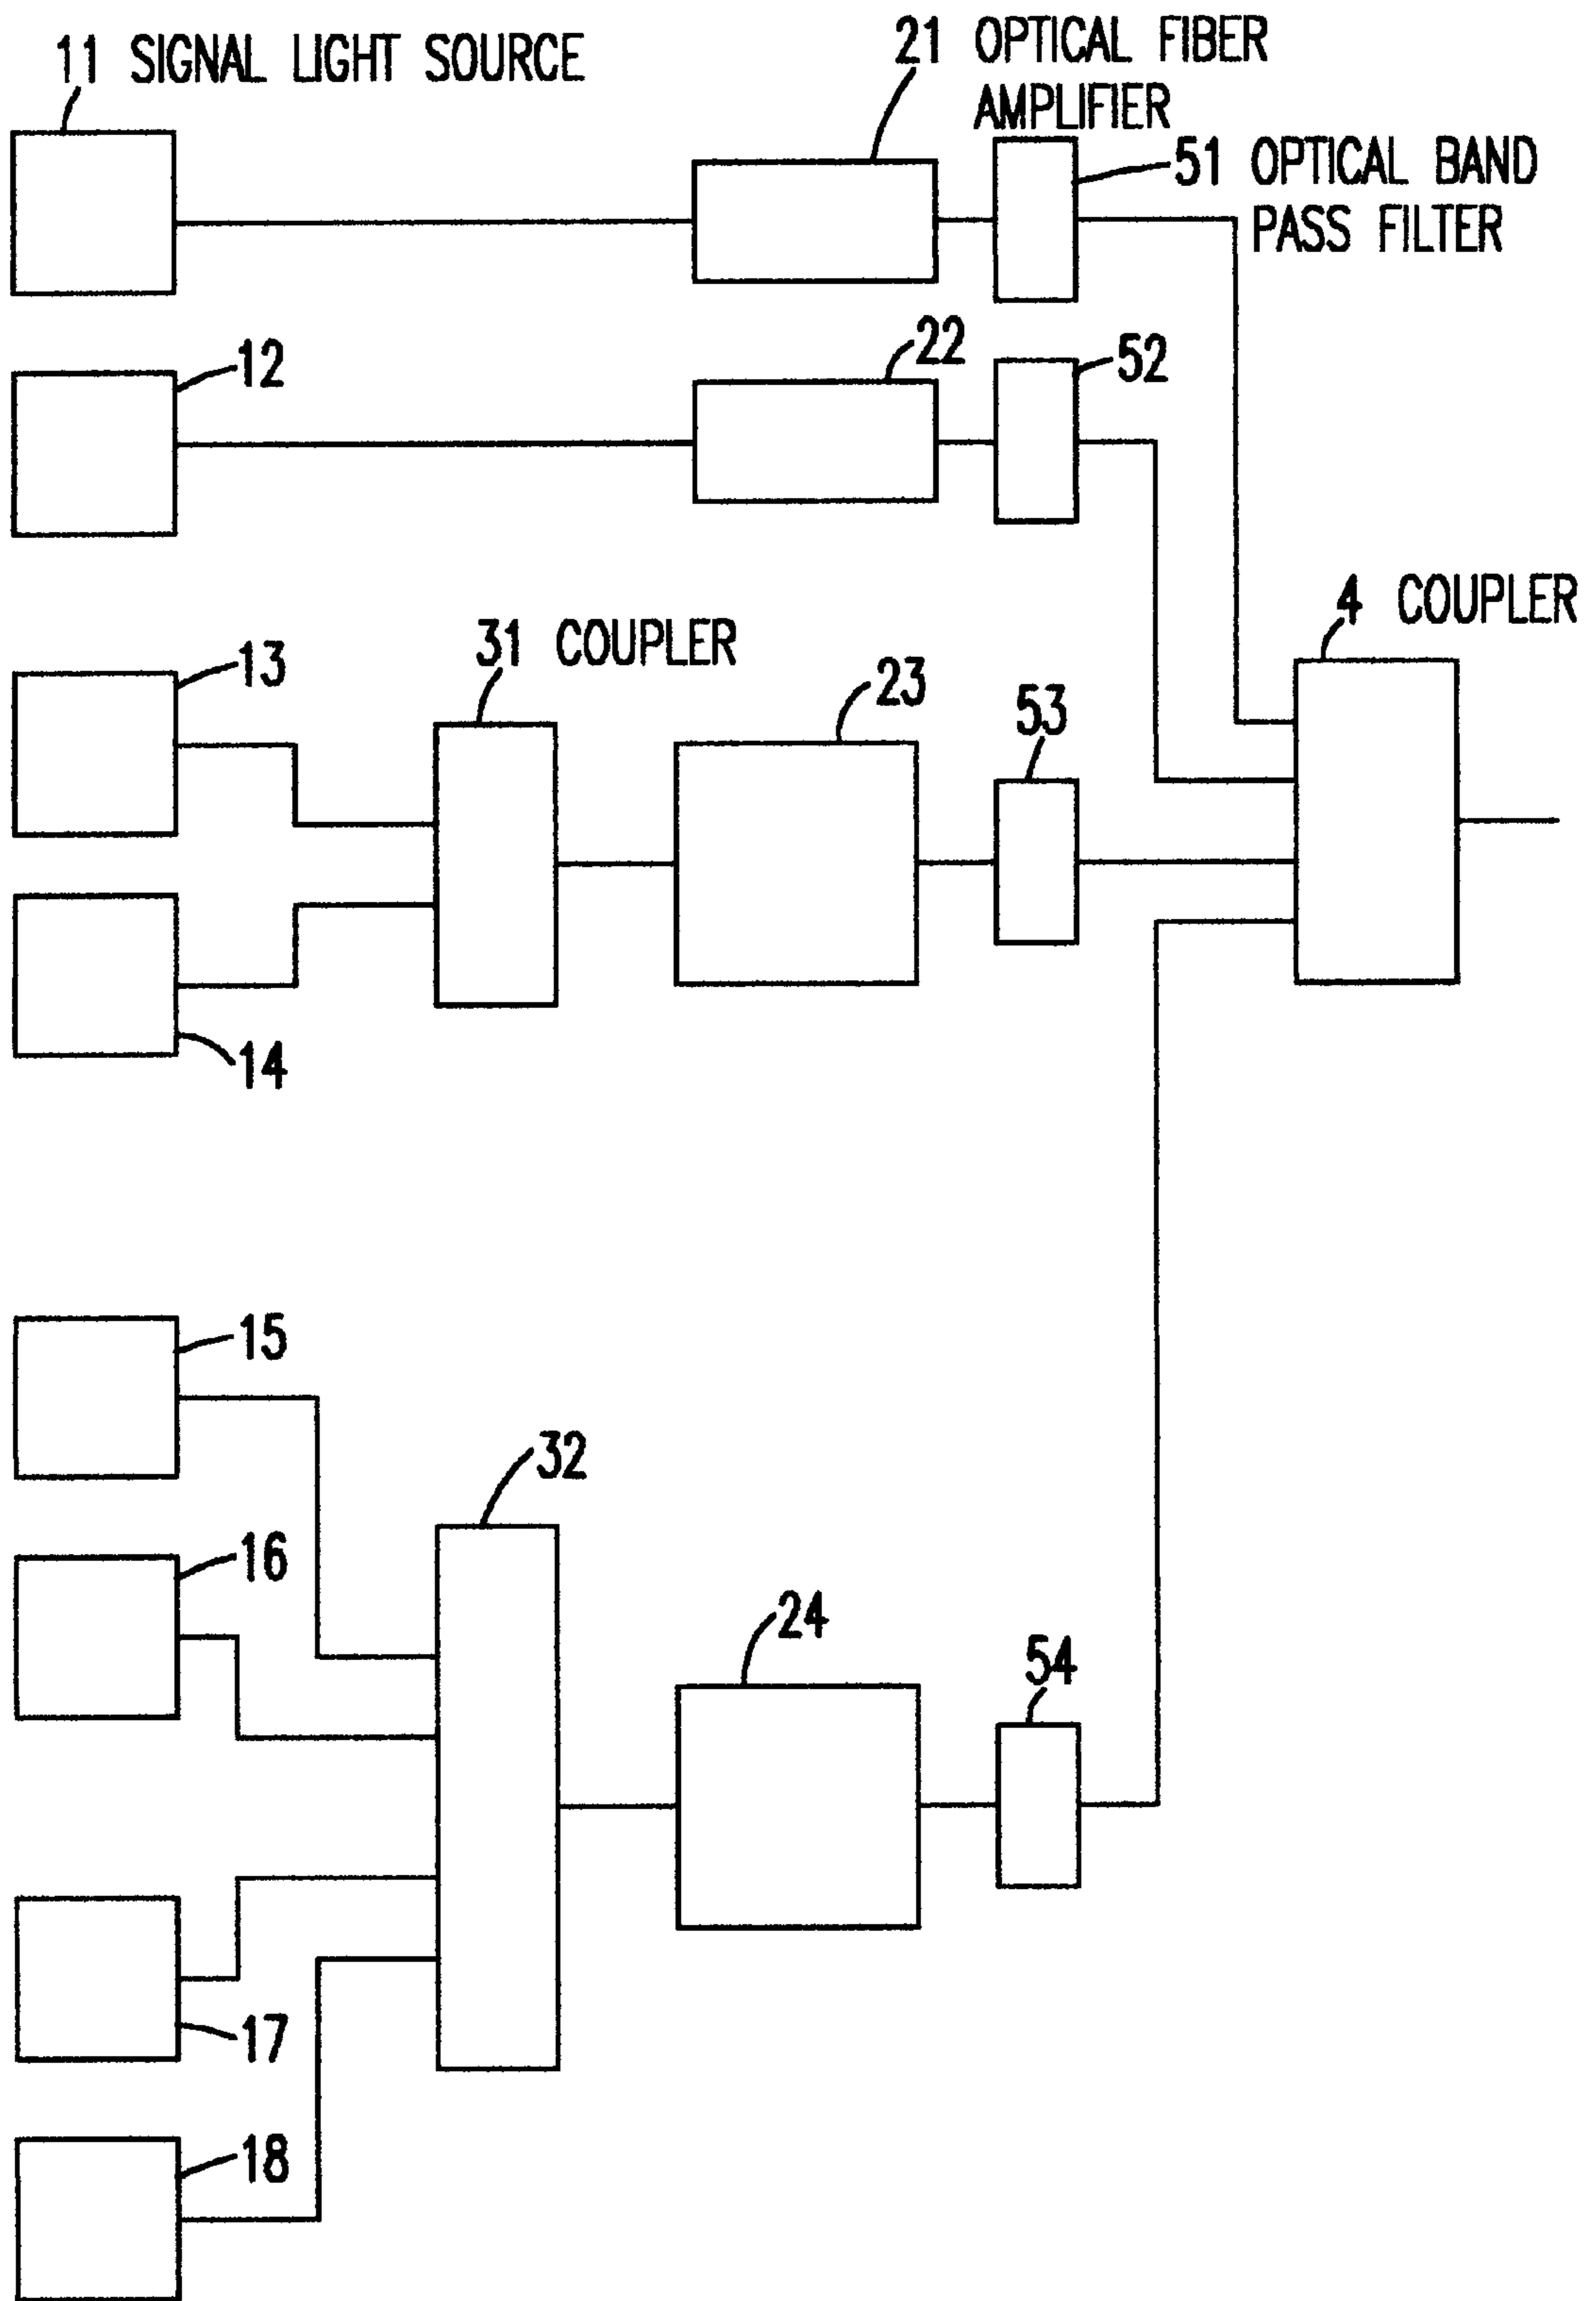 11 SIGNAL LIGHT SOURCE
21 OPTICAL FIBER
AMPLIFIER
51 OPTICAL BAND
PASS FILTER
12
22
52
4 COUPLER
31 COUPLER
13
23
53
14
15
32
16
24
54
17
18